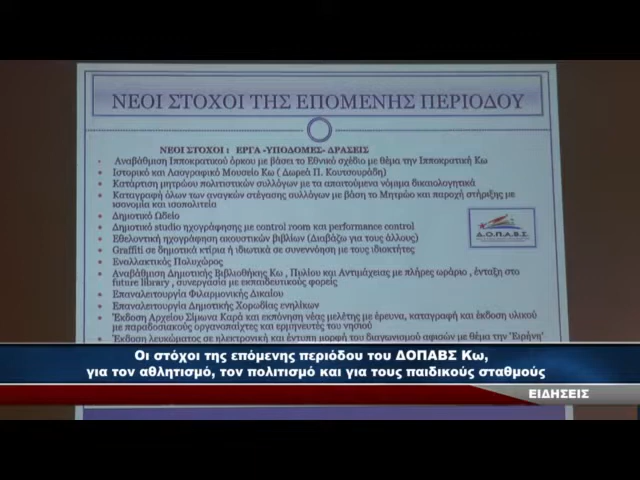 ΝΕΟΙ ΣΤΟΧΟΙ ΤΗΣ ΕΠΟΜΕΝΗΣ ΠΕΡΙΟΔΟΥ
ΝΕΟΙ ΣΤΟΧΟΙ : ΕΡΓΑ -ΥΠΟΔΟΜΕΣ- ΔΡΑΣΕΙΣ
• Αναβάθμιση Ιπποκρατικού όρκου με βάσει το Εθνικό σχέδιο με θέμα την Ιπποκρατική Κω
• Ιστορικό και Λαογραφικό Μουσείο Κω ( Δωρεά Π. Κουτσουράδη)
• Κατάρτιση μητρώου πολιτιστικών συλλόγων με τα απαιτούμενα νόμιμα δικαιολογητικά
• Καταγραφή όλων των αναγκών στέγασης συλλόγων με βάση το Μητρώο και παροχή στήριξης με
ισονομία και ισοπολιτεία
• Δημοτικό Ωδείο
• Δημοτικό studio ηχογράφησης με control room και performance control
• Εθελοντική ηχογράφηση ακουστικών βιβλίων (Διαβάζω για τους άλλους)
• Graffiti σε δημοτικά κτίρια ή ιδιωτικά σε συνεννόηση με τους ιδιοκτήτες
• Εναλλακτικός Πολυχώρος
• Αναβάθμιση Δημοτικής Βιβλιοθήκης Κω , Πυλίου και Αντιμάχειας με πλήρες ωράριο , ένταξη στο
future library , συνεργασία με εκπαιδευτικούς φορείς
• Επαναλειτουργία Φιλαρμονικής Δικαίου
• Επαναλειτουργία Δημοτικής Χορωδίας ενηλίκων
• Έκδοση Αρχείου Σίμωνα Καρά και εκπόνηση νέας μελέτης με έρευνα, καταγραφή και έκδοση υλικού
με παραδοσιακούς οργανοπαίχτες και ερμηνευτές του νησιού
• Έκδοση λευκώματος σε ηλεκτρονική και έντυπη μορφή του διαγωνισμού αφισών με θέμα την 'Ειρήνη'
Δ.Ο.Π.Α.Β.Σ.
Οι στόχοι της επόμενης περιόδου του ΔΟΠΑΒΣ Κω,
για τον αθλητισμό, τον πολιτισμό και για τους παιδικούς σταθμούς
ΕΙΔΗΣΕΙΣ